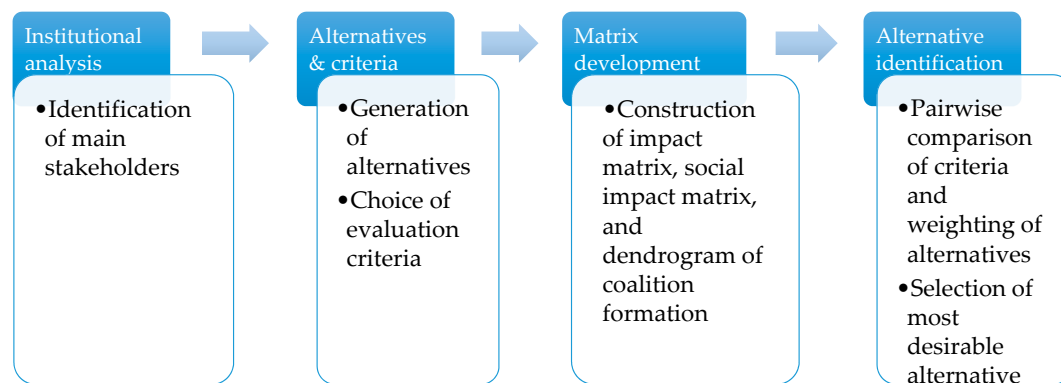 Institutional
analysis
•Identification
of main
stakeholders
Alternatives
& criteria
•Generation
of
alternatives
•Choice of
evaluation
criteria
Matrix
development
•Construction
of impact
matrix, social
impact matrix,
and
dendrogram of
coalition
formation
Alternative
identification
•Pairwise
comparison
of criteria
and
weighting of
alternatives
•Selection of
most
desirable
alternative